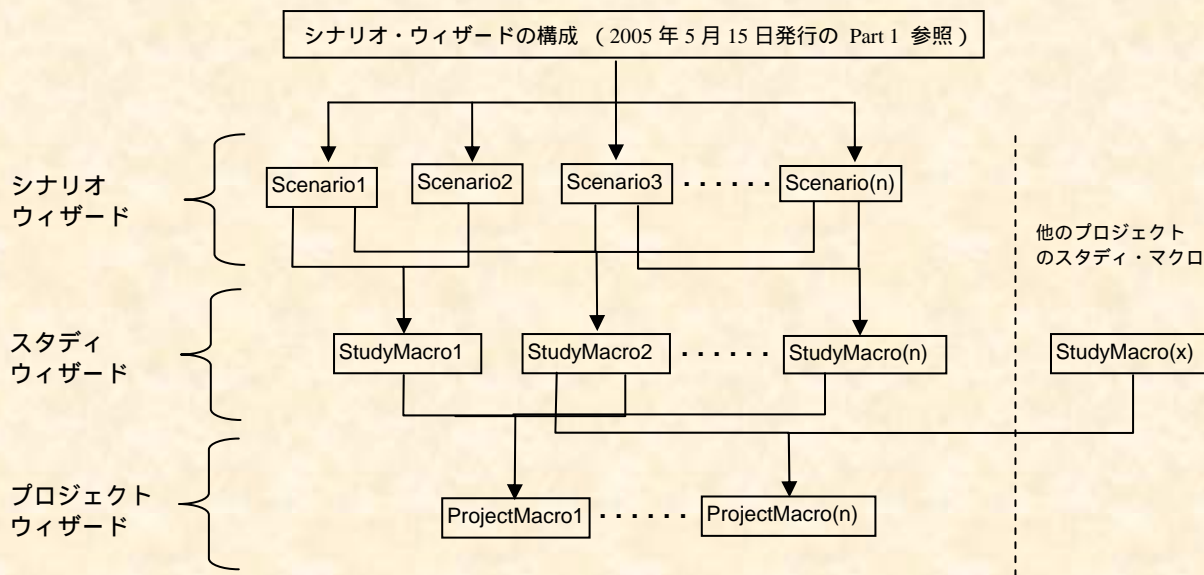 シナリオ・ウィザードの構成 （2005 年 5 月 15 日発行の Part 1 参照）
シナリオ
ウィザード
Scenario1
Scenario2
Scenario3
・・・・・・
Scenario(n)
他のプロジェクト
のスタディ・マクロ
スタディ
ウィザード
StudyMacro1
StudyMacro2
・・・・・・
StudyMacro(n)
StudyMacro(x)
プロジェクト
ウィザード
ProjectMacro1
・・・・・・
ProjectMacro(n)